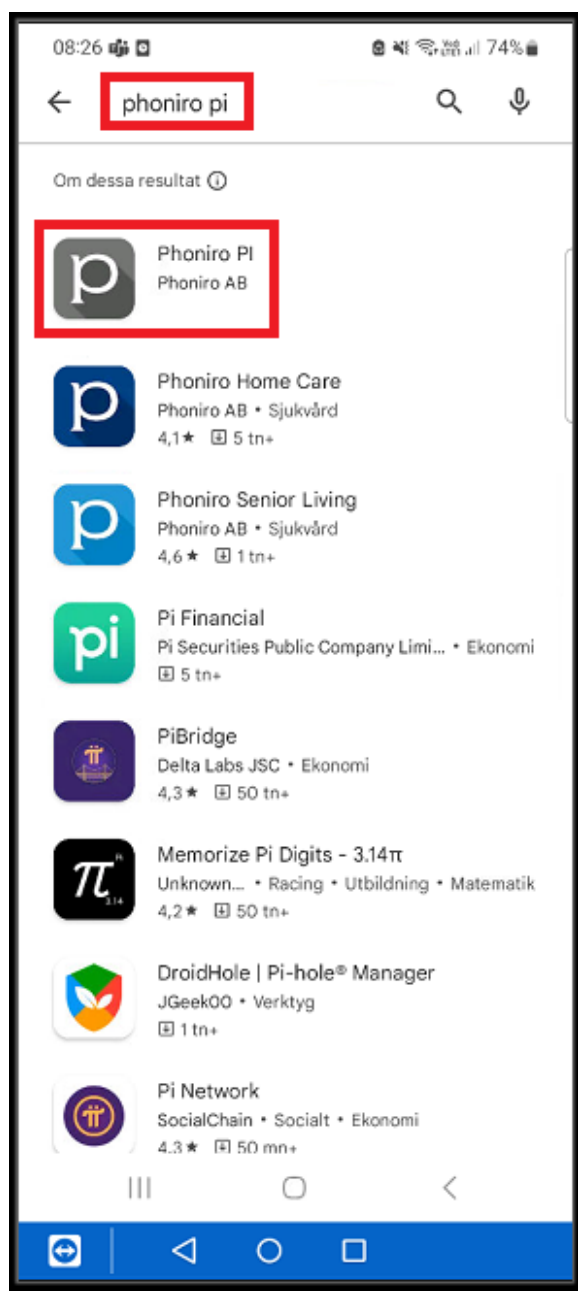 08:26 74%
phoniro pi
Om dessa resultat
p Phoniro PI
Phoniro AB
p Phoniro Home Care
Phoniro AB • Sjukvård
4,1★ 5 tn+
p Phoniro Senior Living
Phoniro AB • Sjukvård
4,6★ 1 tn+
pi Pi Financial
Pi Securities Public Company Limi... • Ekonomi
5 tn+
PiBridge
Delta Labs JSC • Ekonomi
4,3★ 50 tn+
π 3.14 Memorize Pi Digits - 3.14π
Unknown... • Racing • Utbildning • Matematik
4,2★ 50 tn+
DroidHole | Pi-hole® Manager
JGeekOO • Verktyg
1 tn+
Pi Network
SocialChain • Socialt • Ekonomi
4,3★ 50 mn+